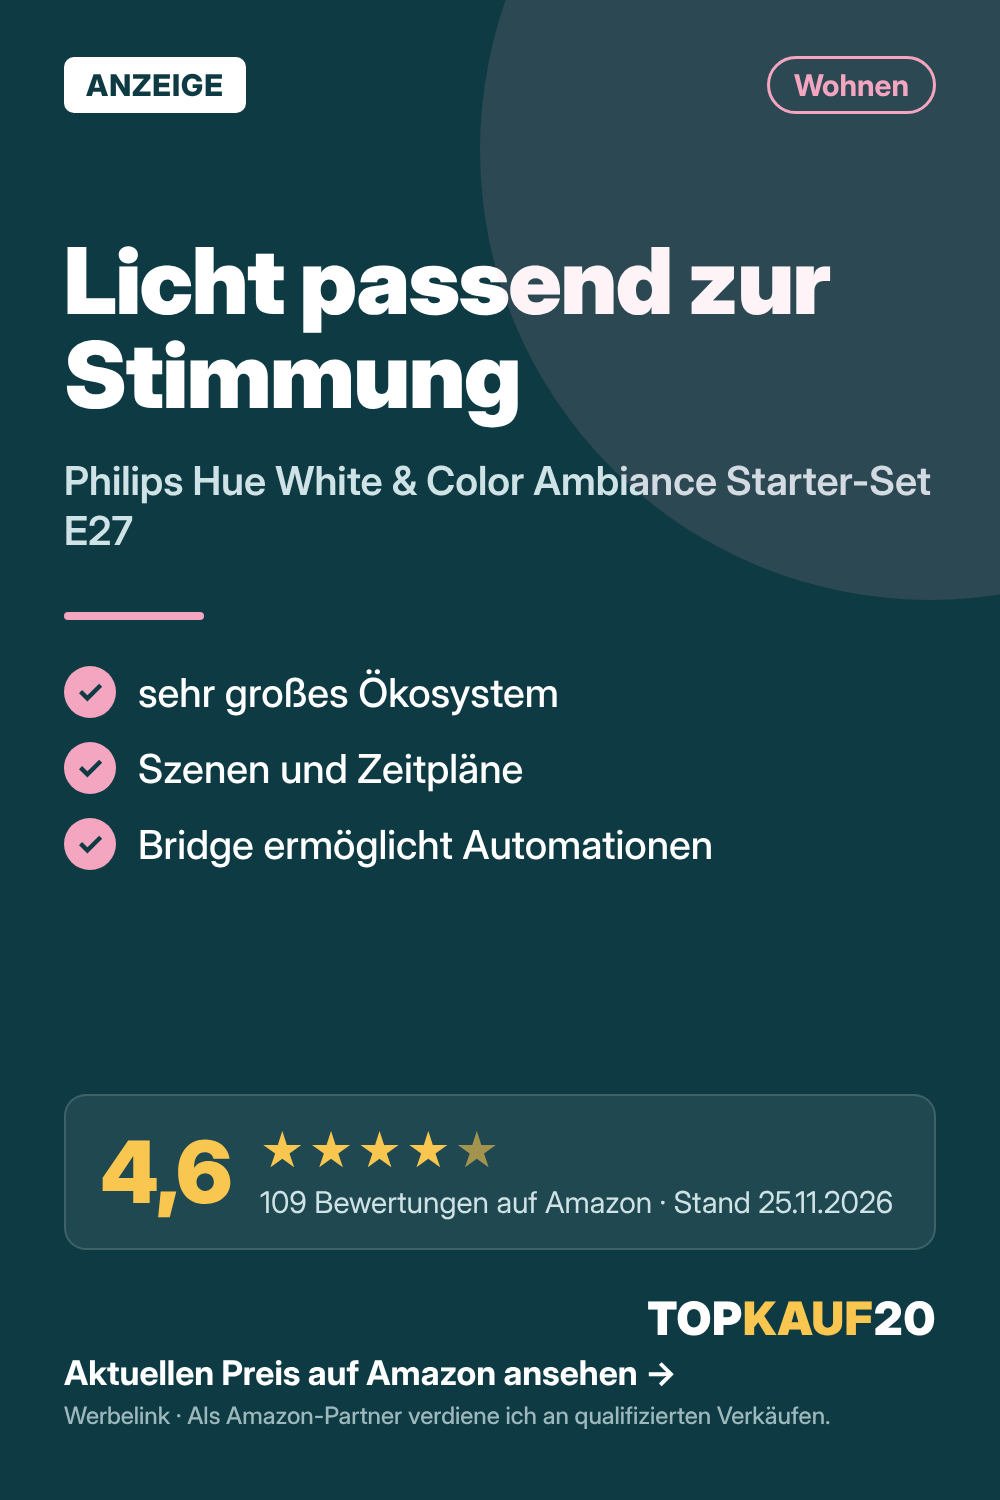 ANZEIGE
Wohnen
Licht passend zur
Stimmung
Philips Hue White & Color Ambiance Starter-Set
E27
sehr großes Ökosystem
Szenen und Zeitpläne
Bridge ermöglicht Automationen
4,6
109 Bewertungen auf Amazon · Stand 25.11.2026
TOPKAUF20
Aktuellen Preis auf Amazon ansehen →
Werbelink · Als Amazon-Partner verdiene ich an qualifizierten Verkäufen.